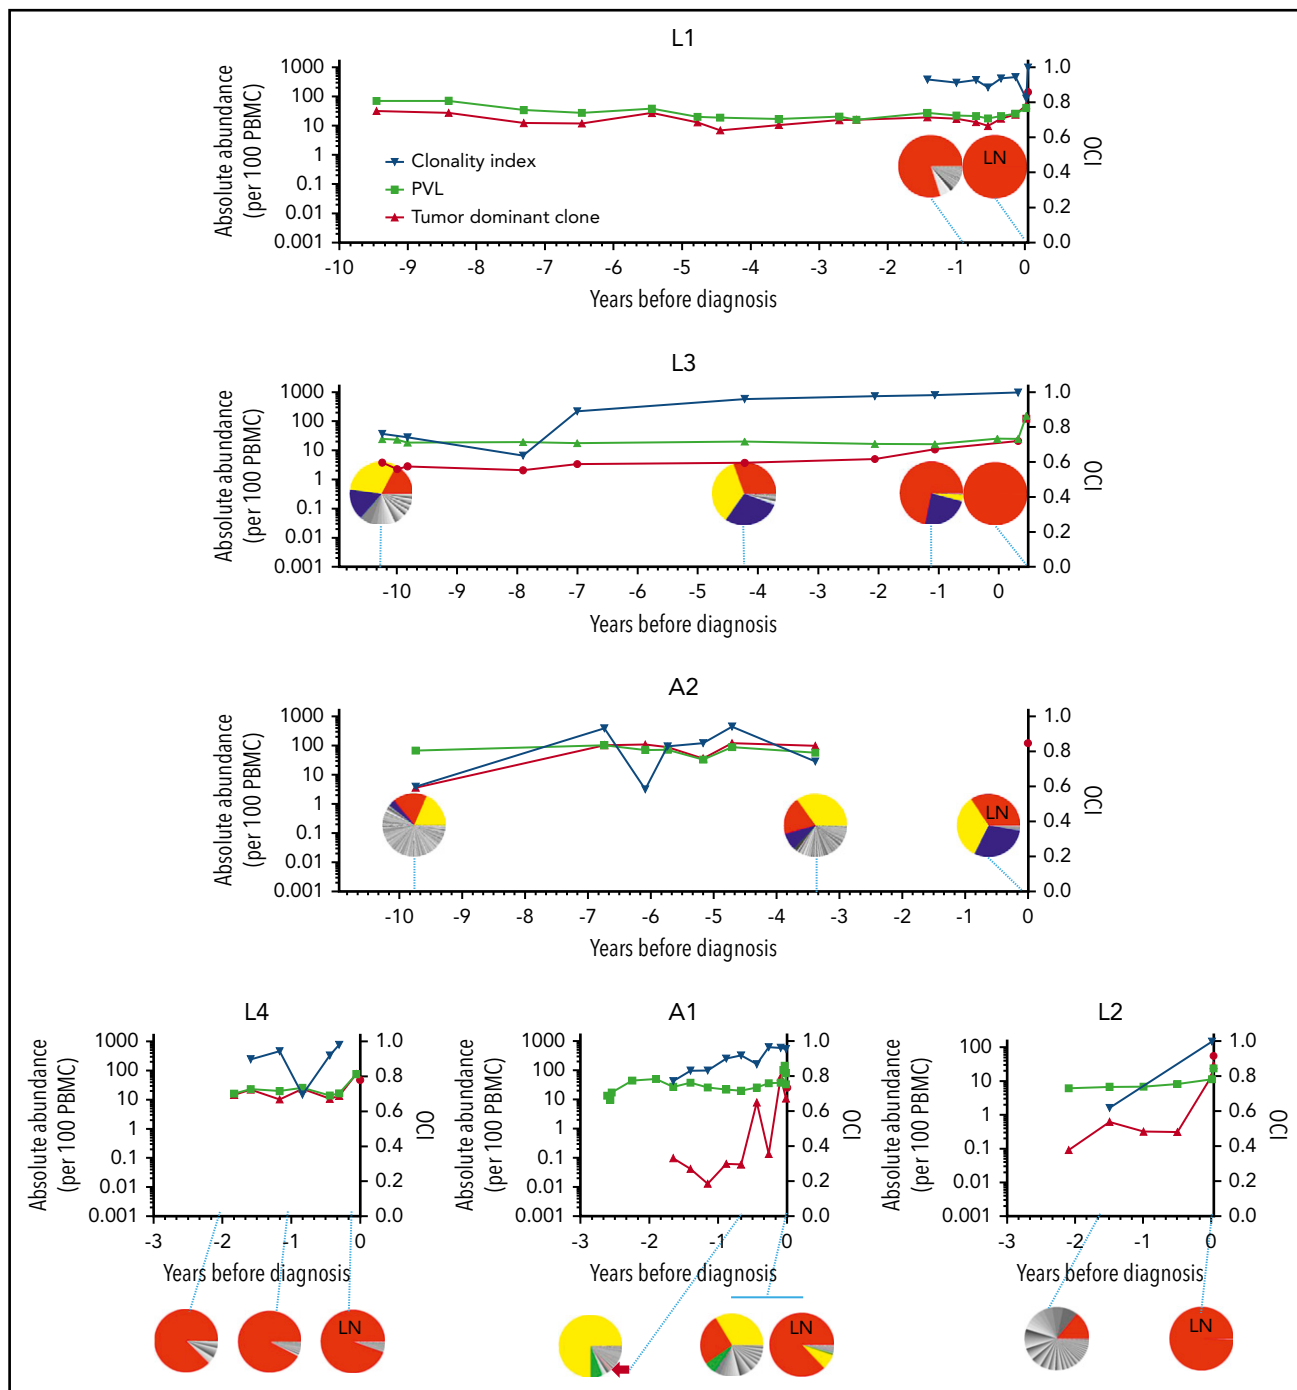 L1
Absolute abundance
(per 100 PBMC)
1000
100
10
1
0.1
0.01
0.001
Clonality index
PVL
Tumor dominant clone
LN
1.0
0.8
0.6
0.4
0.2
0.0
OCI
-10 -9 -8 -7 -6 -5 -4 -3 -2 -1 0
Years before diagnosis
L3
Absolute abundance
(per 100 PBMC)
1000
100
10
1
0.1
0.01
0.001
1.0
0.8
0.6
0.4
0.2
0.0
OCI
-10 -9 -8 -7 -6 -5 -4 -3 -2 -1 0
Years before diagnosis
A2
Absolute abundance
(per 100 PBMC)
1000
100
10
1
0.1
0.01
0.001
LN
1.0
0.8
0.6
0.4
0.2
0.0
OCI
-10 -9 -8 -7 -6 -5 -4 -3 -2 -1 0
Years before diagnosis
L4
Absolute abundance
(per 100 PBMC)
1000
100
10
1
0.1
0.01
0.001
1.0
0.8
0.6
0.4
0.2
0.0
OCI
-3 -2 -1 0
Years before diagnosis
LN
A1
Absolute abundance
(per 100 PBMC)
1000
100
10
1
0.1
0.01
0.001
1.0
0.8
0.6
0.4
0.2
0.0
OCI
-3 -2 -1 0
Years before diagnosis
LN
L2
Absolute abundance
(per 100 PBMC)
100
10
1
0.1
0.01
0.001
1.0
0.8
0.6
0.4
0.2
0.0
OCI
-3 -2 -1 0
Years before diagnosis
LN